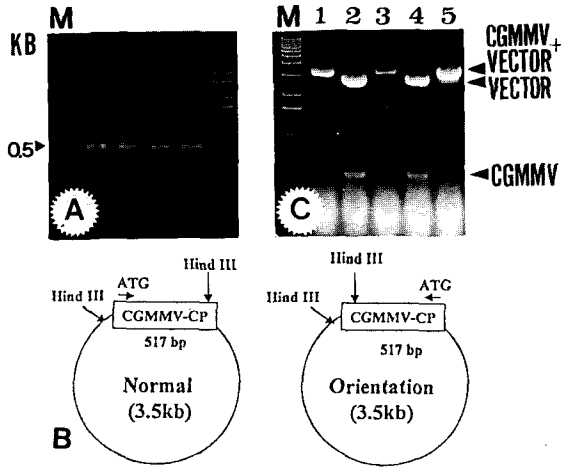 M
KB
0.5
A
M 1 2 3 4 5
CGMMV +
VECTOR
VECTOR
CGMMV
C
Hind III
ATG
Hind III
CGMMV-CP
517 bp
Normal
(3.5kb)
B
Hind III
Hind III
ATG
CGMMV-CP
517 bp
Orientation
(3.5kb)